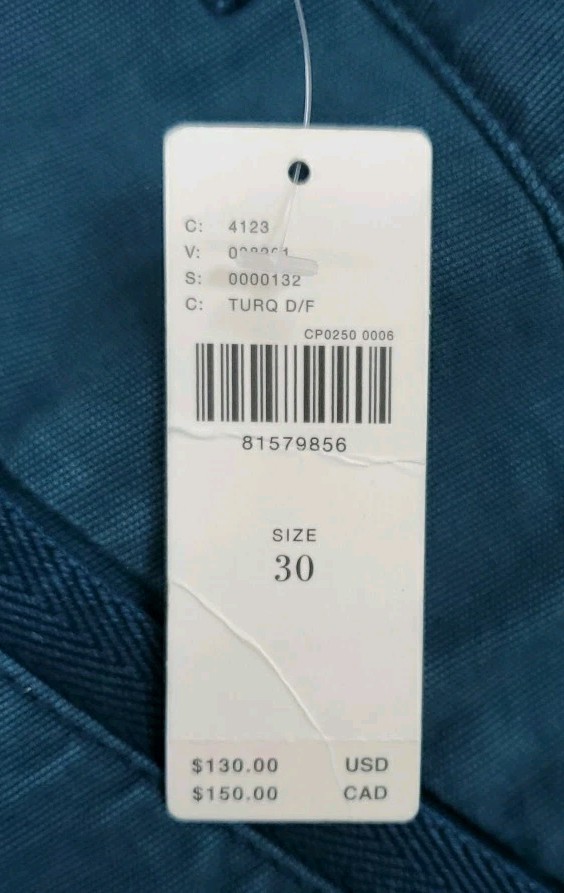 C: 4123
V:
S: 0000132
C: TURQ D/F
CP0250 0006
81579856
SIZE
30
$130.00 USD
$150.00 CAD